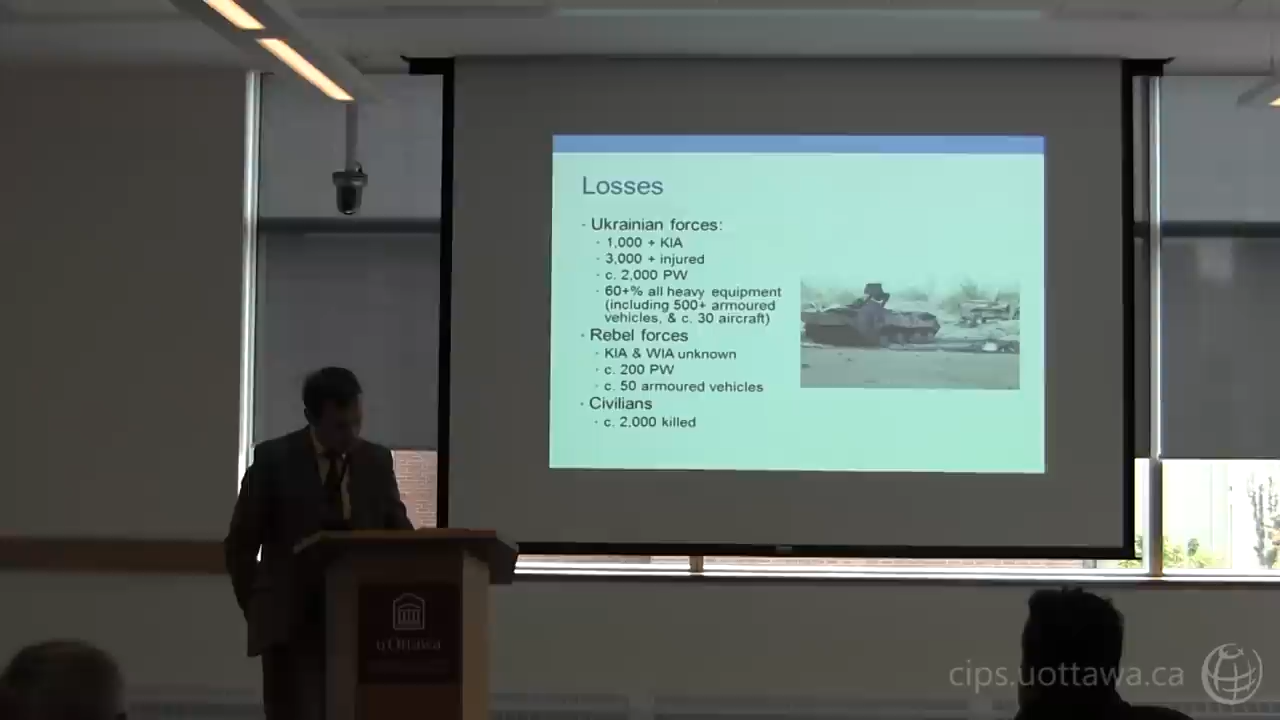 Losses
· Ukrainian forces:
· 1,000 + KIA
· 3,000 + injured
· c. 2,000 PW
· 60+% all heavy equipment
(including 500+ armoured
vehicles, & c. 30 aircraft)
· Rebel forces
· KIA & WIA unknown
· c. 200 PW
· c. 50 armoured vehicles
· Civilians
· c. 2,000 killed
uOttawa
cips.uottawa.ca